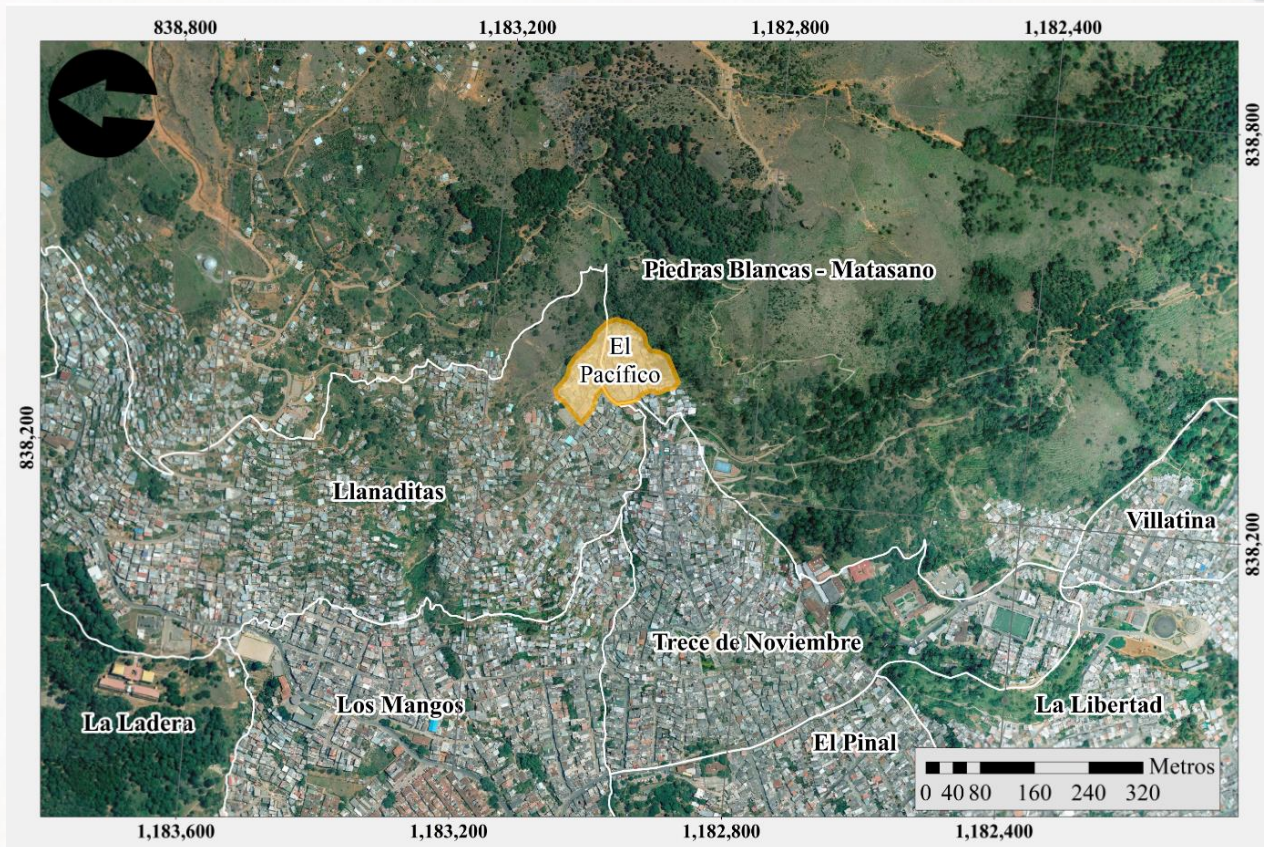 838,800
1,183,200
1,182,800
1,182,400
838,800
Piedras Blancas - Matasano
El
Pacífico
838,200
Llanaditas
Villatina
838,200
Trece de Noviembre
Los Mangos
La Libertad
La Ladera
El Pinal
Metros
0 40 80 160 240 320
1,183,600
1,183,200
1,182,800
1,182,400